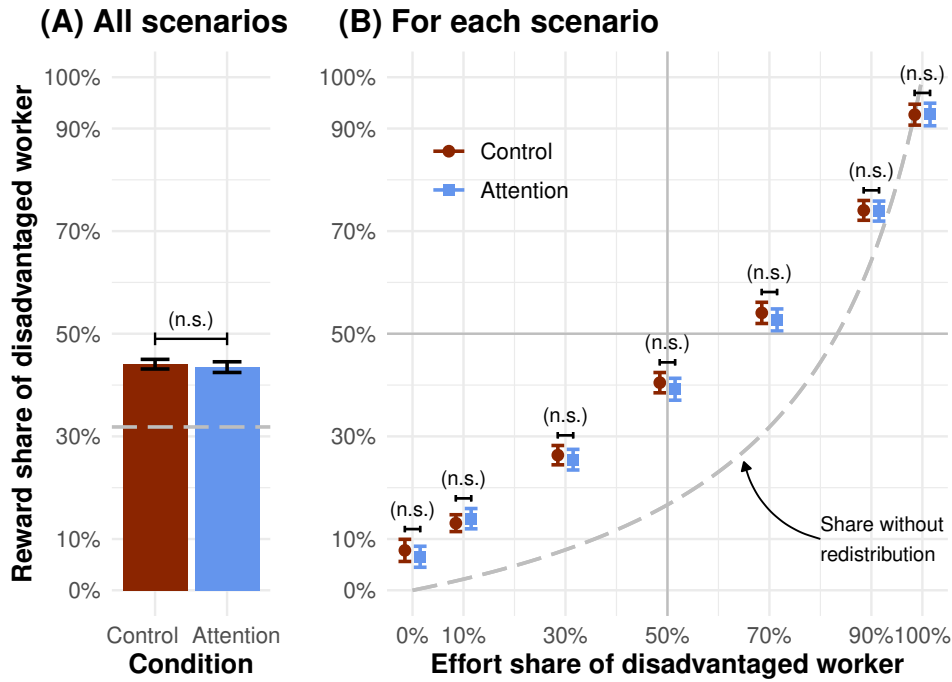 (A) All scenarios
(B) For each scenario
Reward share of disadvantaged worker
100%
90%
70%
50%
30%
10%
0%
(n.s.)
Control
Attention
Condition
100%
90%
70%
50%
30%
10%
0%
Control
Attention
(n.s.)
(n.s.)
(n.s.)
(n.s.)
(n.s.)
(n.s.)
(n.s.)
Share without
redistribution
0%
10%
30%
50%
70%
90%
100%
Effort share of disadvantaged worker